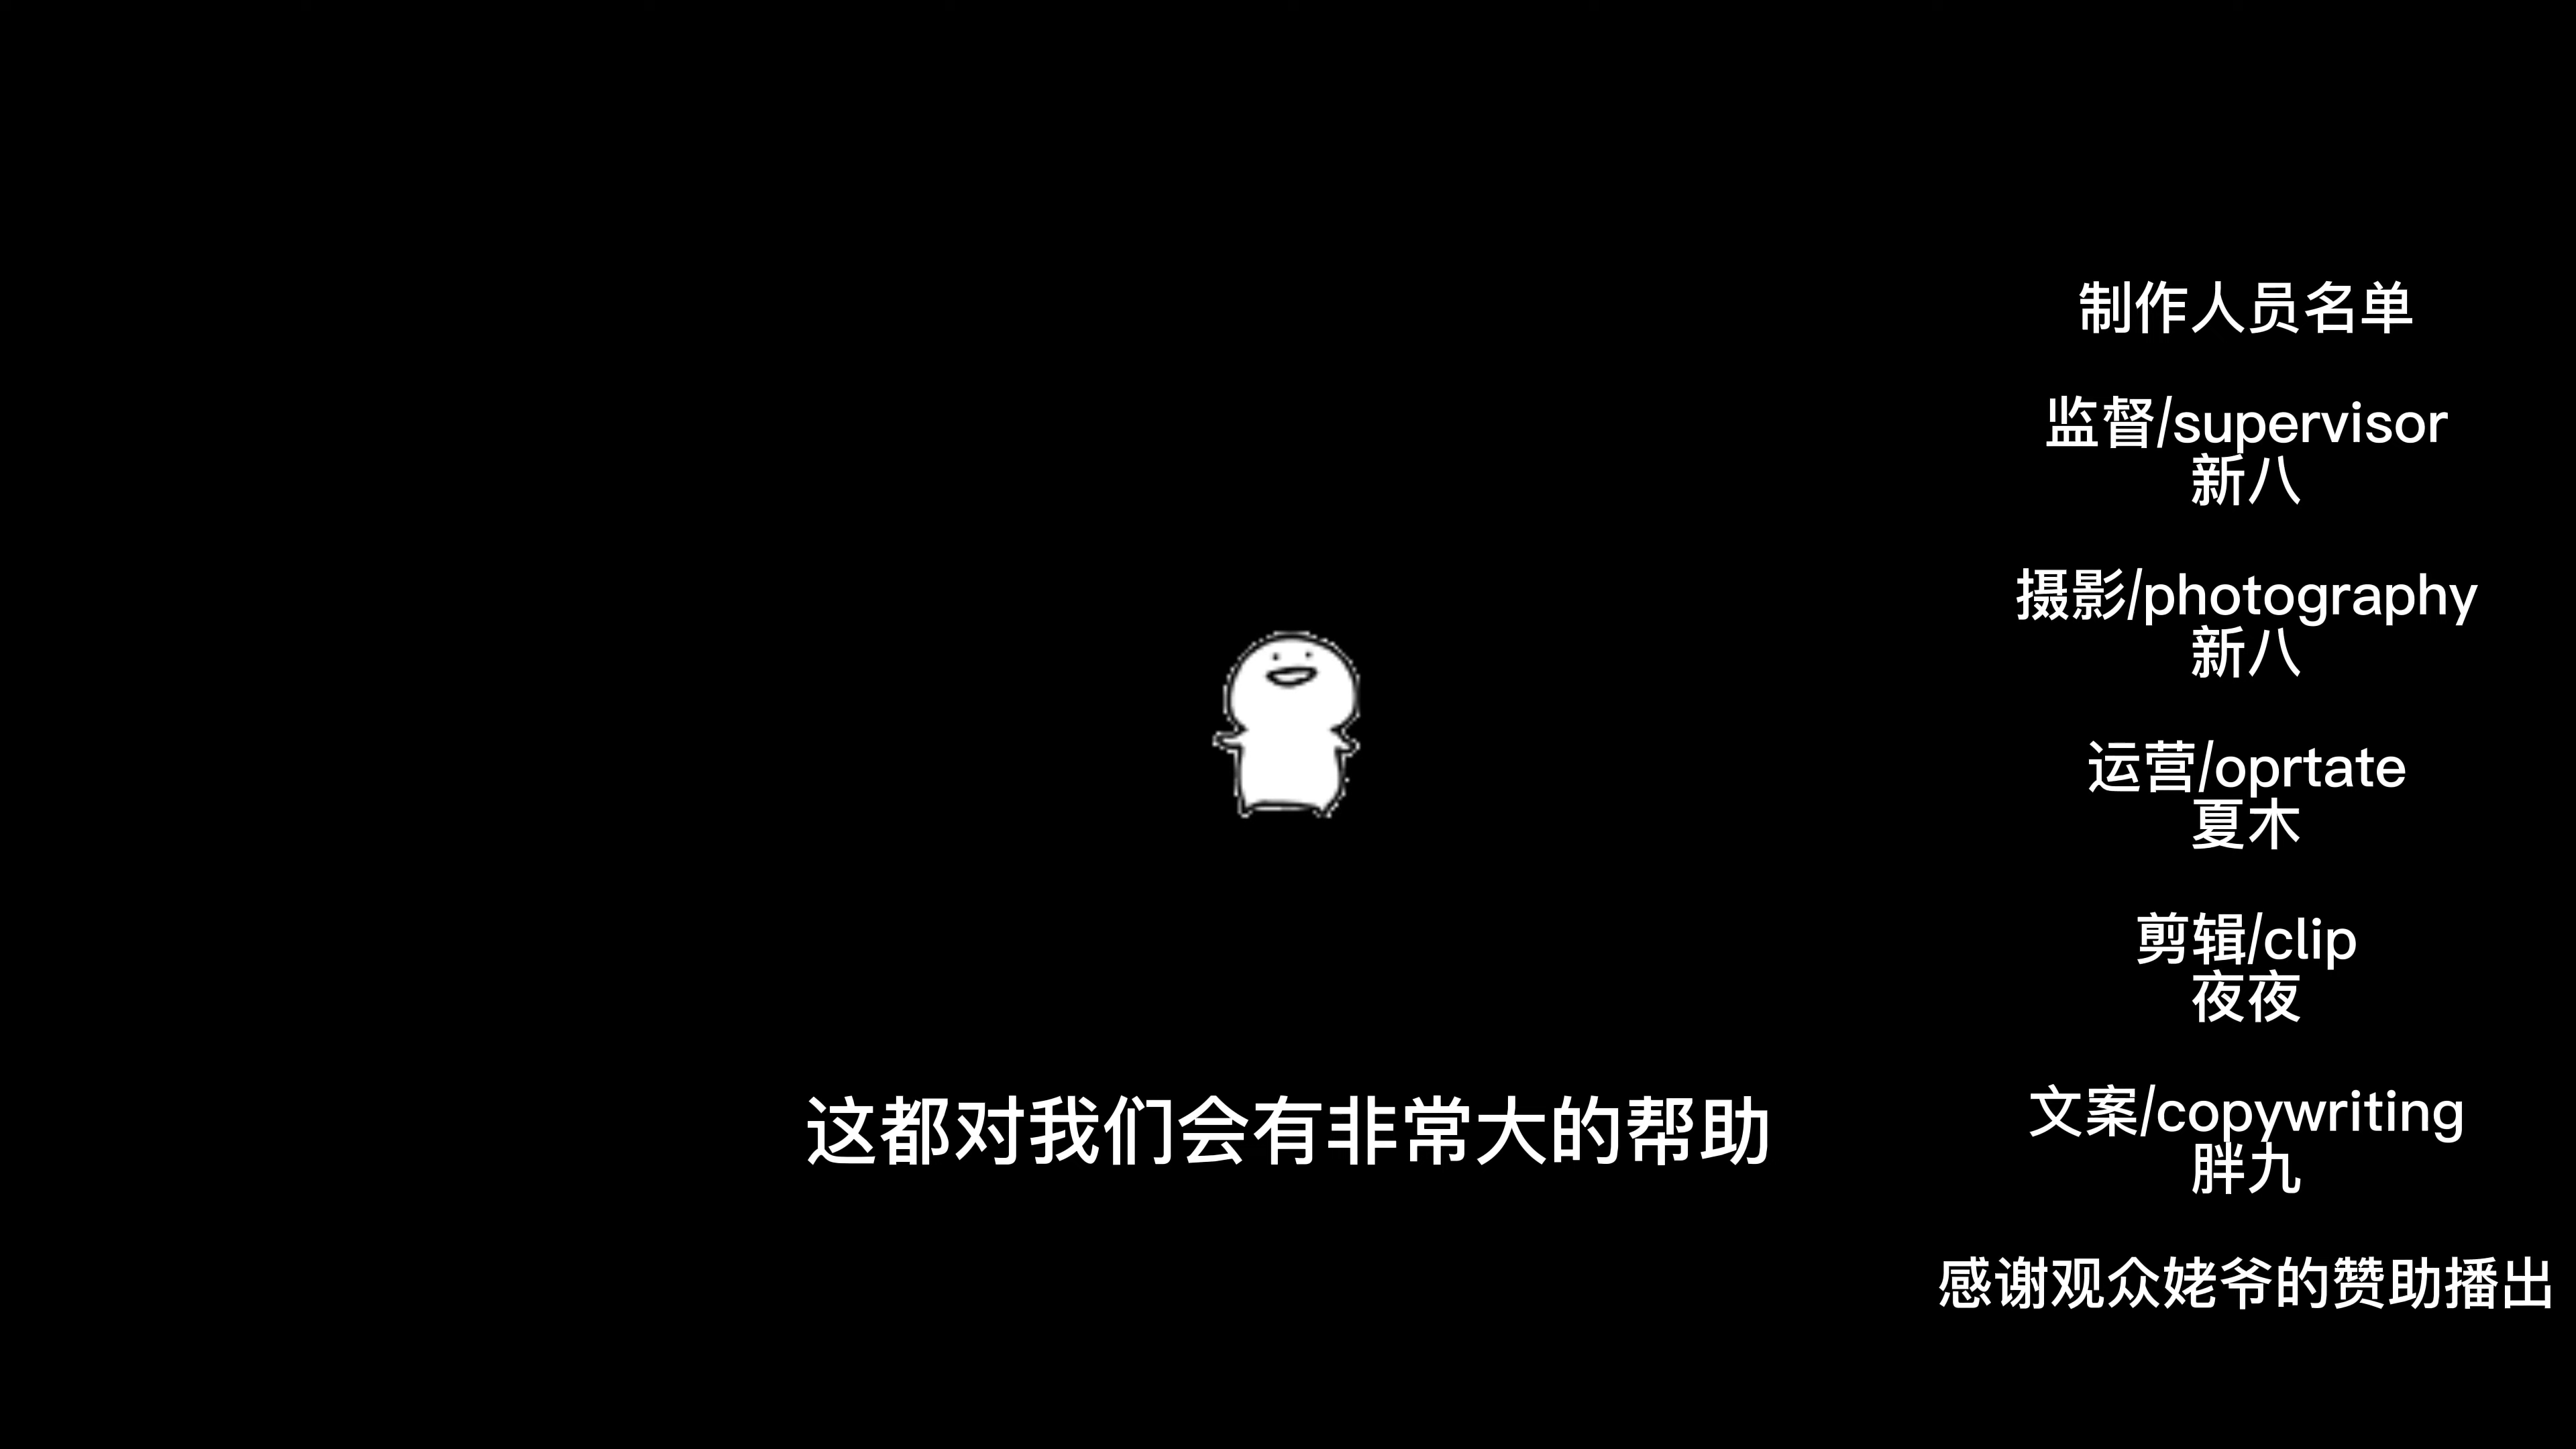 制作人员名单
监督/supervisor
新八
摄影/photography
新八
运营/oprtate
夏木
剪辑/clip
夜夜
文案/copywriting
胖九
感谢观众姥爷的赞助播出
这都对我们会有非常大的帮助